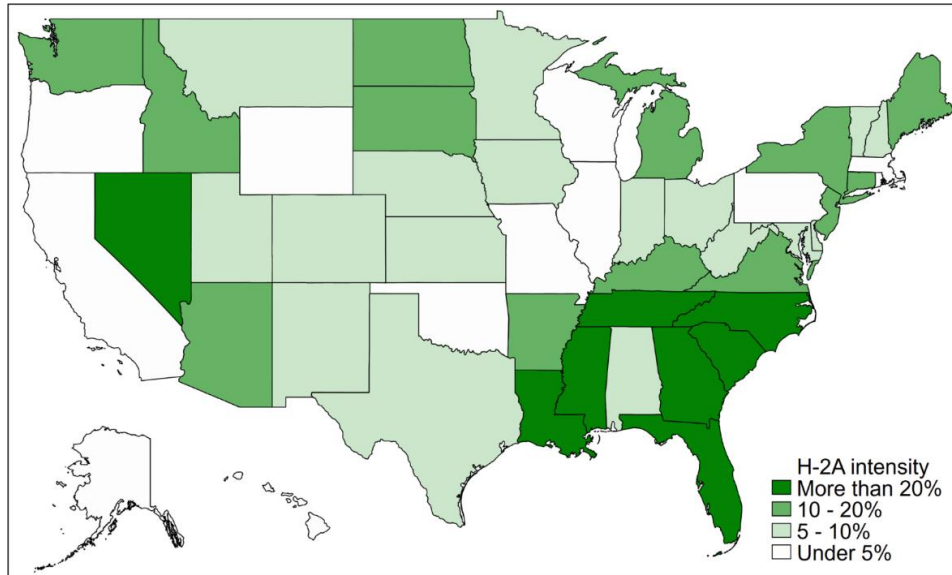 H-2A intensity
More than 20%
10 - 20%
5 - 10%
Under 5%